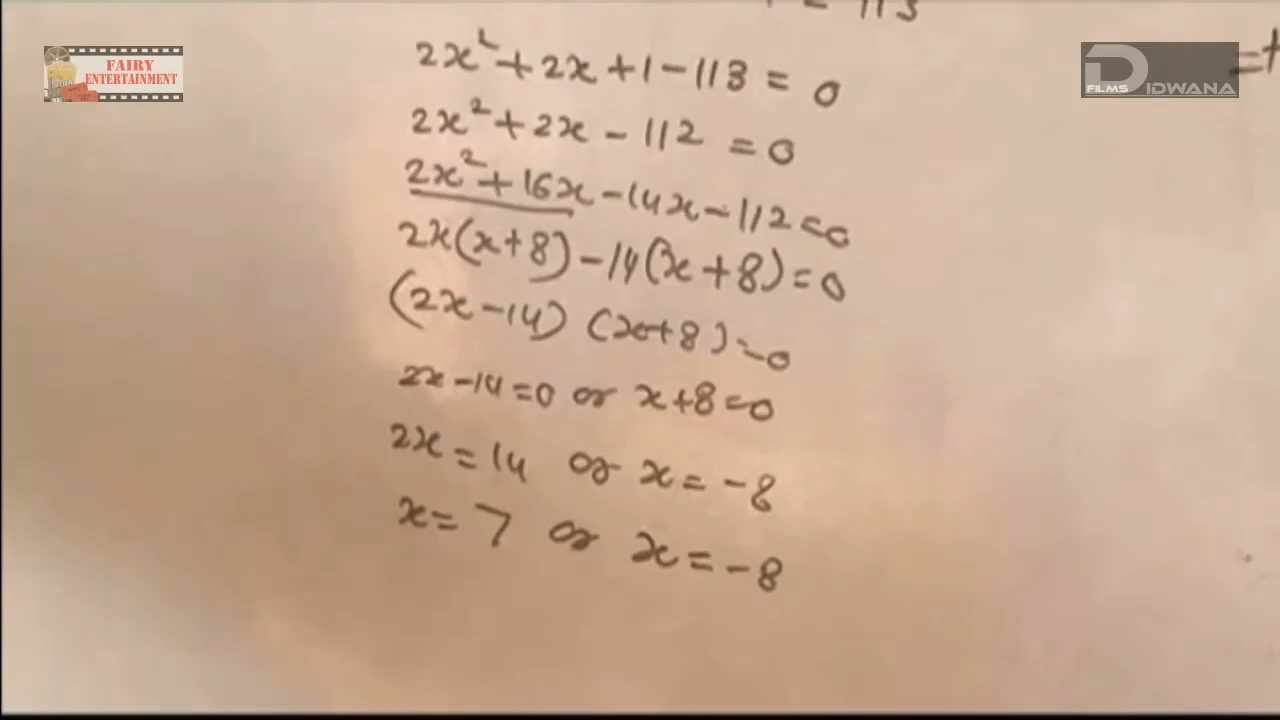 113
FAIRY
ENTERTAINMENT
D
FILMS IDWANA
2x²+2x+1-113=0
2x²+2x-112=0
2x²+16x-14x-112=0
2x(x+8)-14(x+8)=0
(2x-14)(x+8)=0
2x-14=0 or x+8=0
2x=14 or x=-8
x=7 or x=-8